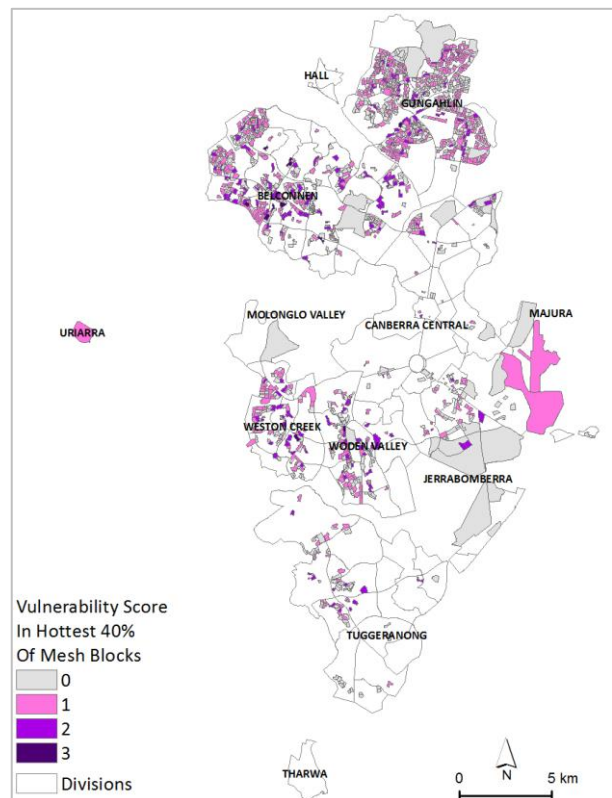 HALL
GUNGAHLIN
BELCONNEN
MOLONGLO VALLEY
MAJURA
CANBERRA CENTRAL
URIARRA
WESTON CREEK
WODEN VALLEY
JERRABOMBERRA
Vulnerability Score
In Hottest 40%
Of Mesh Blocks
0
1
2
3
Divisions
TUGGERANONG
THARWA
N
0 5 km